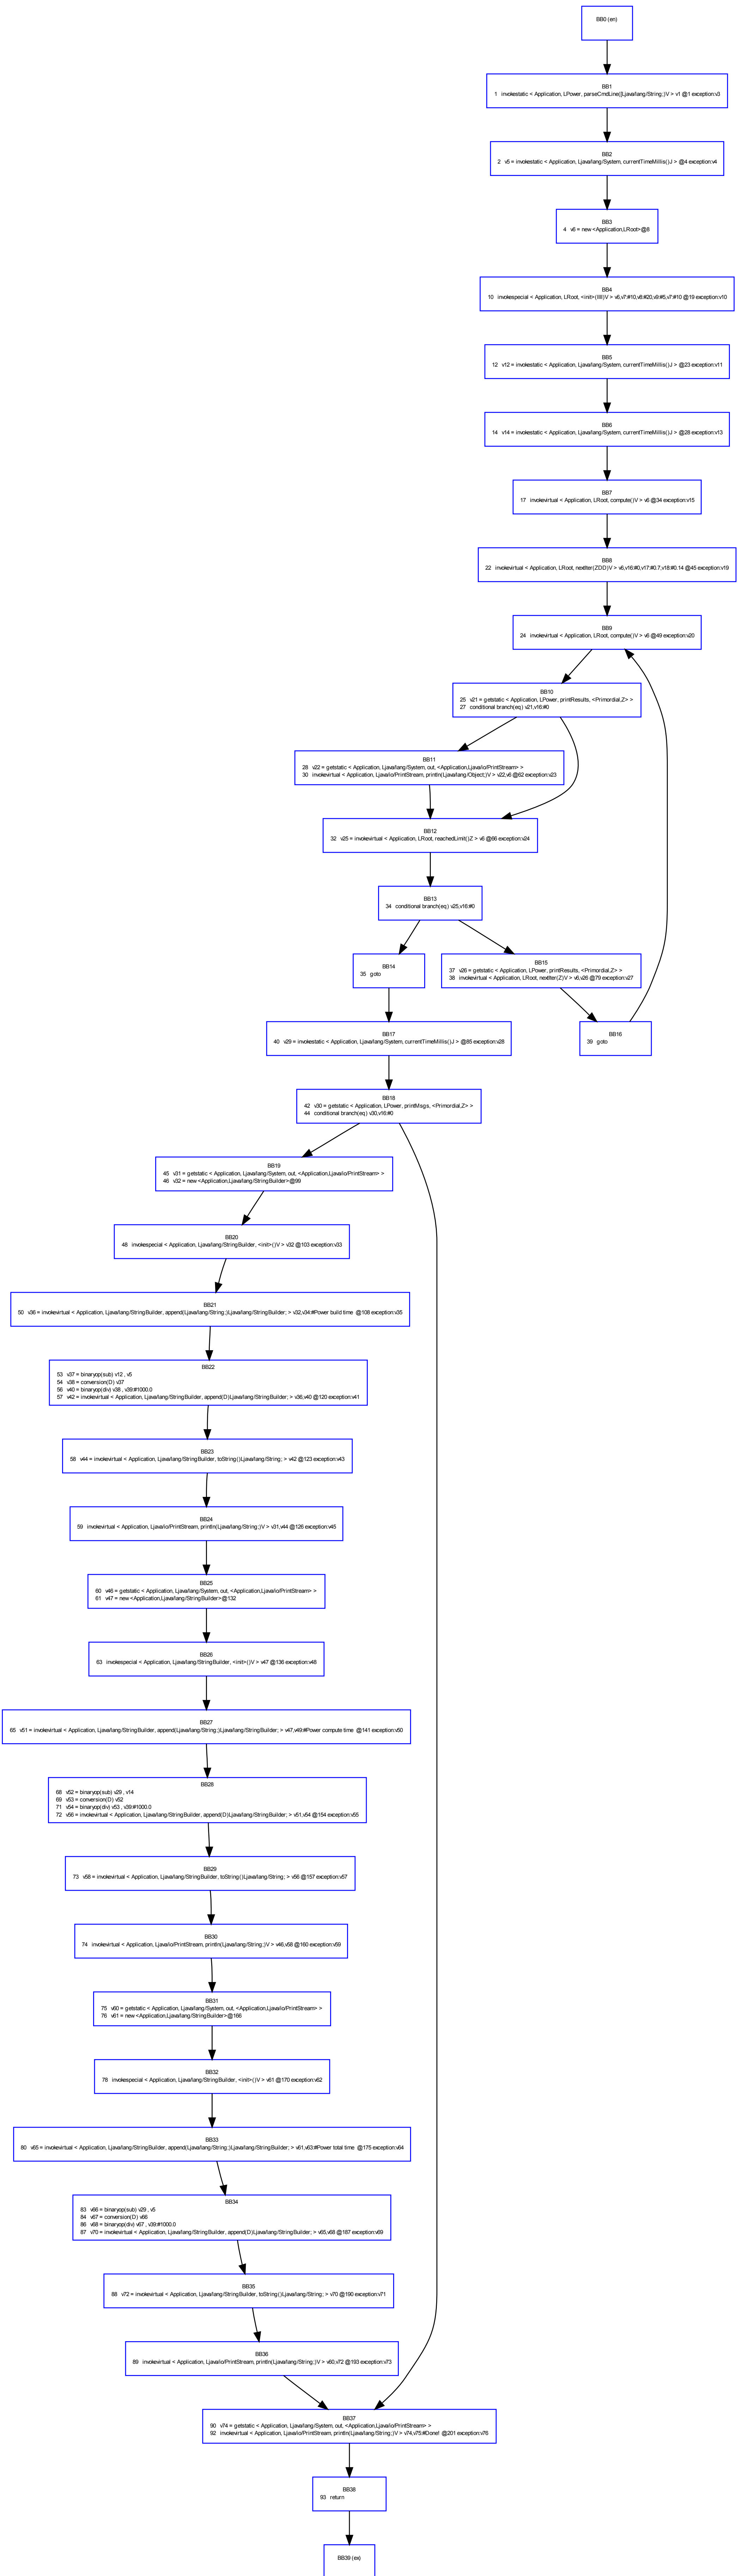 BB0 (en)
BB1
1 invokestatic < Application, LPower, parseCmdLine([Ljava/lang/String;)V > v1 @1 exception:v3
BB2
2 v5 = invokestatic < Application, Ljava/lang/System, currentTimeMillis()J > @4 exception:v4
BB3
4 v6 = new <Application,LRoot>@8
BB4
10 invokespecial < Application, LRoot, <init>(IIII)V > v6,v7:#10,v8:#20,v9:#5,v7:#10 @19 exception:v10
BB5
12 v12 = invokestatic < Application, Ljava/lang/System, currentTimeMillis()J > @23 exception:v11
BB6
14 v14 = invokestatic < Application, Ljava/lang/System, currentTimeMillis()J > @28 exception:v13
BB7
17 invokevirtual < Application, LRoot, compute()V > v6 @34 exception:v15
BB8
22 invokevirtual < Application, LRoot, nextIter(ZDD)V > v6,v16:#0,v17:#0.7,v18:#0.14 @45 exception:v19
BB9
24 invokevirtual < Application, LRoot, compute()V > v6 @49 exception:v20
BB10
25 v21 = getstatic < Application, LPower, printResults, <Primordial,Z> >
27 conditional branch(eq) v21,v16:#0
BB11
28 v22 = getstatic < Application, Ljava/lang/System, out, <Application,Ljava/io/PrintStream> >
30 invokevirtual < Application, Ljava/io/PrintStream, println(Ljava/lang/Object;)V > v22,v6 @62 exception:v23
BB12
32 v25 = invokevirtual < Application, LRoot, reachedLimit()Z > v6 @66 exception:v24
BB13
34 conditional branch(eq) v25,v16:#0
BB14
35 goto
BB15
37 v26 = getstatic < Application, LPower, printResults, <Primordial,Z> >
38 invokevirtual < Application, LRoot, nextIter(Z)V > v6,v26 @79 exception:v27
BB17
40 v29 = invokestatic < Application, Ljava/lang/System, currentTimeMillis()J > @85 exception:v28
BB16
39 goto
BB18
42 v30 = getstatic < Application, LPower, printMsgs, <Primordial,Z> >
44 conditional branch(eq) v30,v16:#0
BB19
45 v31 = getstatic < Application, Ljava/lang/System, out, <Application,Ljava/io/PrintStream> >
46 v32 = new <Application,Ljava/lang/StringBuilder>@99
BB20
48 invokespecial < Application, Ljava/lang/StringBuilder, <init>()V > v32 @103 exception:v33
BB21
50 v36 = invokevirtual < Application, Ljava/lang/StringBuilder, append(Ljava/lang/String;)Ljava/lang/StringBuilder; > v32,v34:#Power build time @108 exception:v35
BB22
53 v37 = binaryop(sub) v12 , v5
54 v38 = conversion(D) v37
56 v40 = binaryop(div) v38 , v39:#1000.0
57 v42 = invokevirtual < Application, Ljava/lang/StringBuilder, append(D)Ljava/lang/StringBuilder; > v36,v40 @120 exception:v41
BB23
58 v44 = invokevirtual < Application, Ljava/lang/StringBuilder, toString()Ljava/lang/String; > v42 @123 exception:v43
BB24
59 invokevirtual < Application, Ljava/io/PrintStream, println(Ljava/lang/String;)V > v31,v44 @126 exception:v45
BB25
60 v46 = getstatic < Application, Ljava/lang/System, out, <Application,Ljava/io/PrintStream> >
61 v47 = new <Application,Ljava/lang/StringBuilder>@132
BB26
63 invokespecial < Application, Ljava/lang/StringBuilder, <init>()V > v47 @136 exception:v48
BB27
65 v51 = invokevirtual < Application, Ljava/lang/StringBuilder, append(Ljava/lang/String;)Ljava/lang/StringBuilder; > v47,v49:#Power compute time @141 exception:v50
BB28
68 v52 = binaryop(sub) v29 , v14
69 v53 = conversion(D) v52
71 v54 = binaryop(div) v53 , v39:#1000.0
72 v56 = invokevirtual < Application, Ljava/lang/StringBuilder, append(D)Ljava/lang/StringBuilder; > v51,v54 @154 exception:v55
BB29
73 v58 = invokevirtual < Application, Ljava/lang/StringBuilder, toString()Ljava/lang/String; > v56 @157 exception:v57
BB30
74 invokevirtual < Application, Ljava/io/PrintStream, println(Ljava/lang/String;)V > v46,v58 @160 exception:v59
BB31
75 v60 = getstatic < Application, Ljava/lang/System, out, <Application,Ljava/io/PrintStream> >
76 v61 = new <Application,Ljava/lang/StringBuilder>@166
BB32
78 invokespecial < Application, Ljava/lang/StringBuilder, <init>()V > v61 @170 exception:v62
BB33
80 v65 = invokevirtual < Application, Ljava/lang/StringBuilder, append(Ljava/lang/String;)Ljava/lang/StringBuilder; > v61,v63:#Power total time @175 exception:v64
BB34
83 v66 = binaryop(sub) v29 , v5
84 v67 = conversion(D) v66
86 v68 = binaryop(div) v67 , v39:#1000.0
87 v70 = invokevirtual < Application, Ljava/lang/StringBuilder, append(D)Ljava/lang/StringBuilder; > v65,v68 @187 exception:v69
BB35
88 v72 = invokevirtual < Application, Ljava/lang/StringBuilder, toString()Ljava/lang/String; > v70 @190 exception:v71
BB36
89 invokevirtual < Application, Ljava/io/PrintStream, println(Ljava/lang/String;)V > v60,v72 @193 exception:v73
BB37
90 v74 = getstatic < Application, Ljava/lang/System, out, <Application,Ljava/io/PrintStream> >
92 invokevirtual < Application, Ljava/io/PrintStream, println(Ljava/lang/String;)V > v74,v75:#Done! @201 exception:v76
BB38
93 return
BB39 (ex)